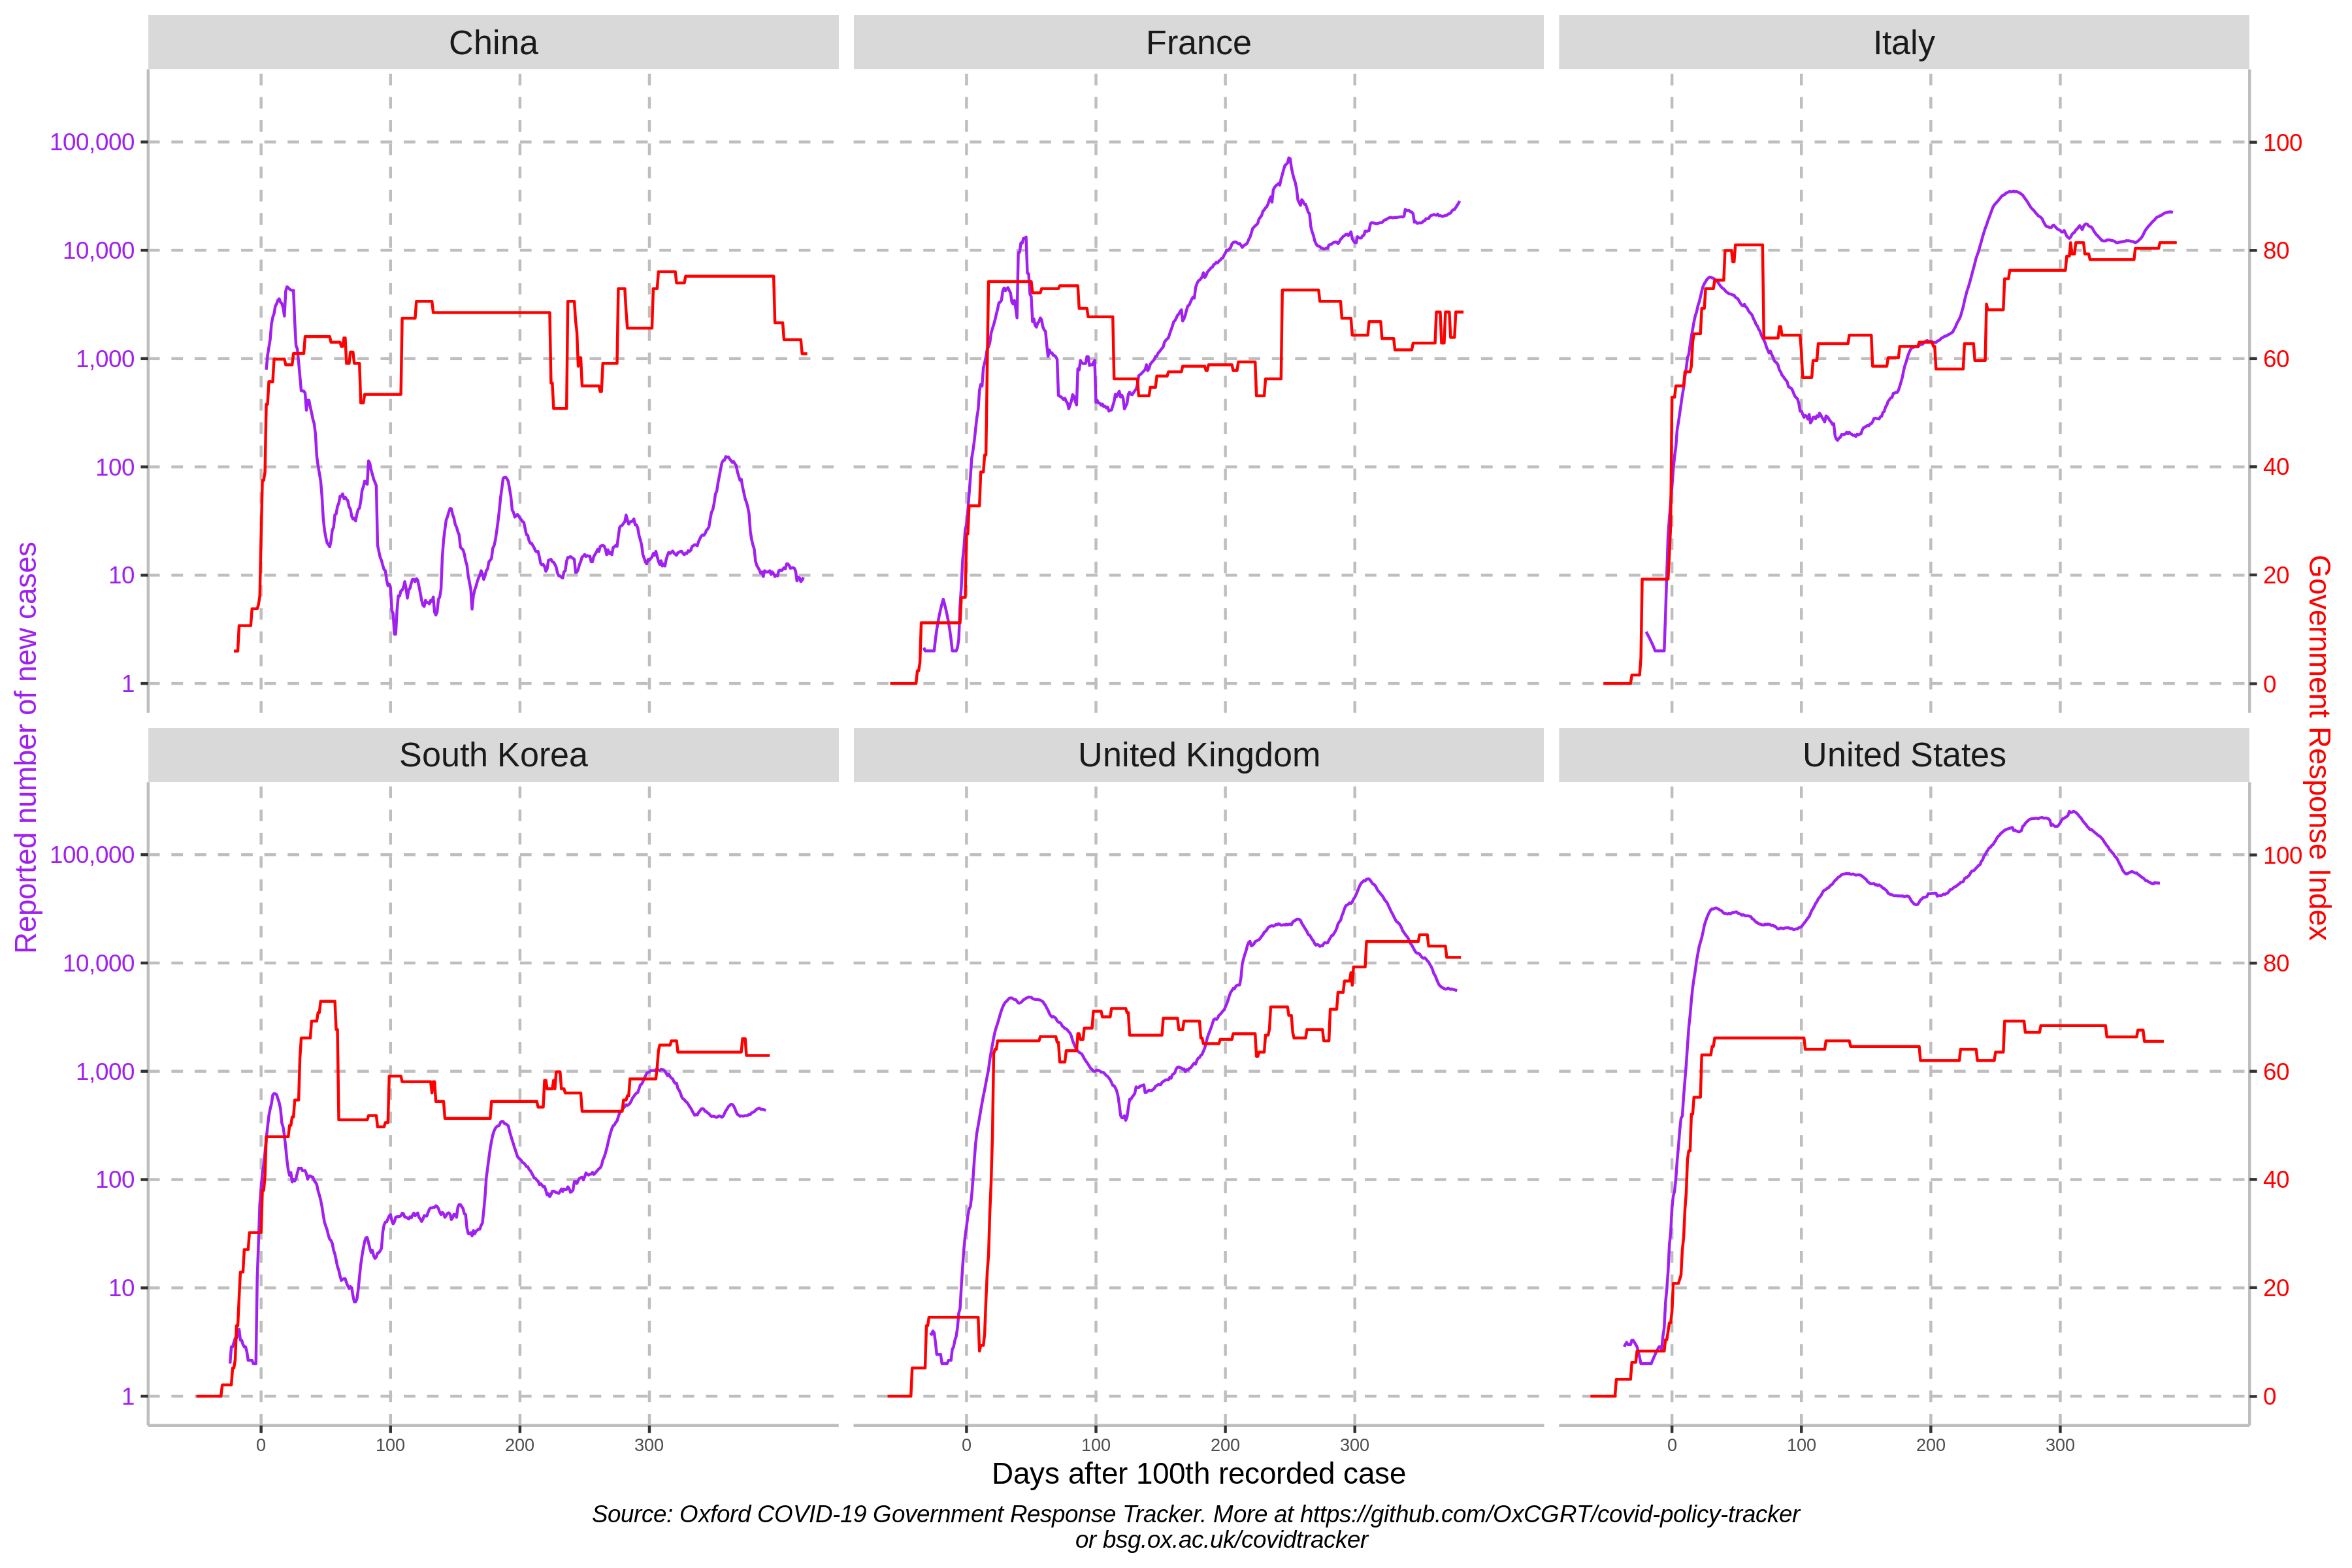 China
France
Italy
100,000
10,000
1,000
100
10
1
100
80
60
40
20
0
Reported number of new cases
Government Response Index
South Korea
United Kingdom
United States
100,000
10,000
1,000
100
10
1
100
80
60
40
20
0
0 100 200 300
0 100 200 300
0 100 200 300
Days after 100th recorded case
Source: Oxford COVID-19 Government Response Tracker. More at https://github.com/OxCGRT/covid-policy-tracker
or bsg.ox.ac.uk/covidtracker